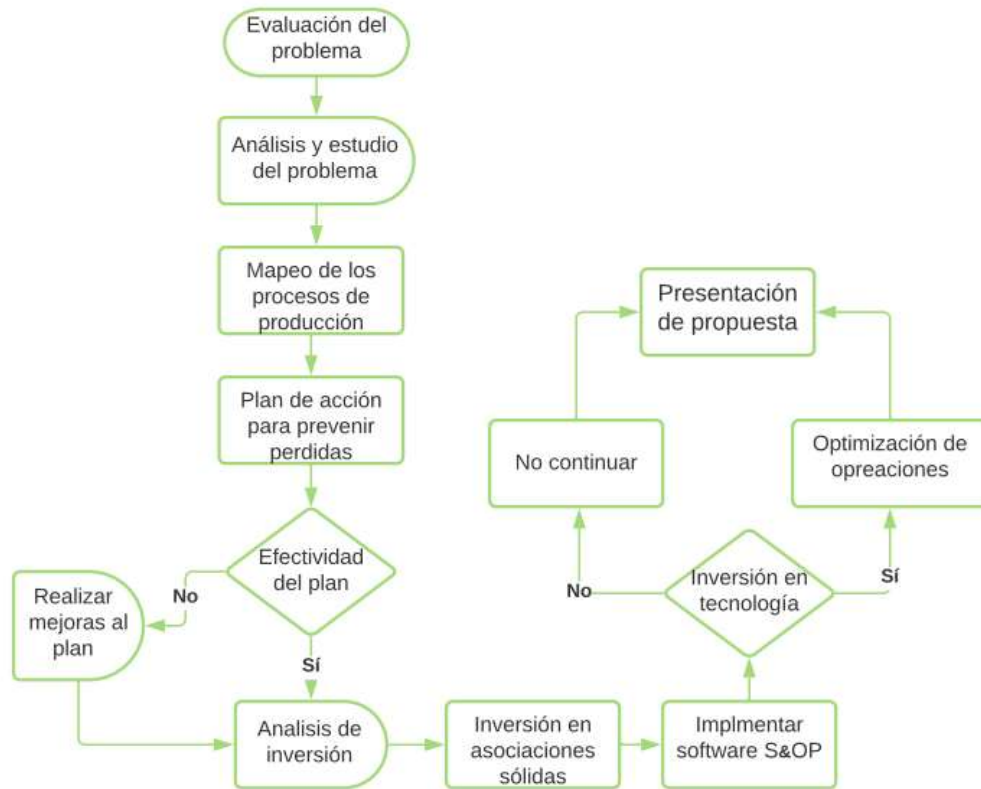 Evaluación del
problema
Análisis y estudio
del problema
Mapeo de los
procesos de
producción
Plan de acción
para prevenir
perdidas
Efectividad
del plan
No
Realizar
mejoras al
plan
Sí
Analisis de
inversión
Inversión en
asociaciones
sólidas
Implmentar
software S&OP
Inversión en
tecnología
No
Sí
No continuar
Optimización de
opreaciones
Presentación
de propuesta